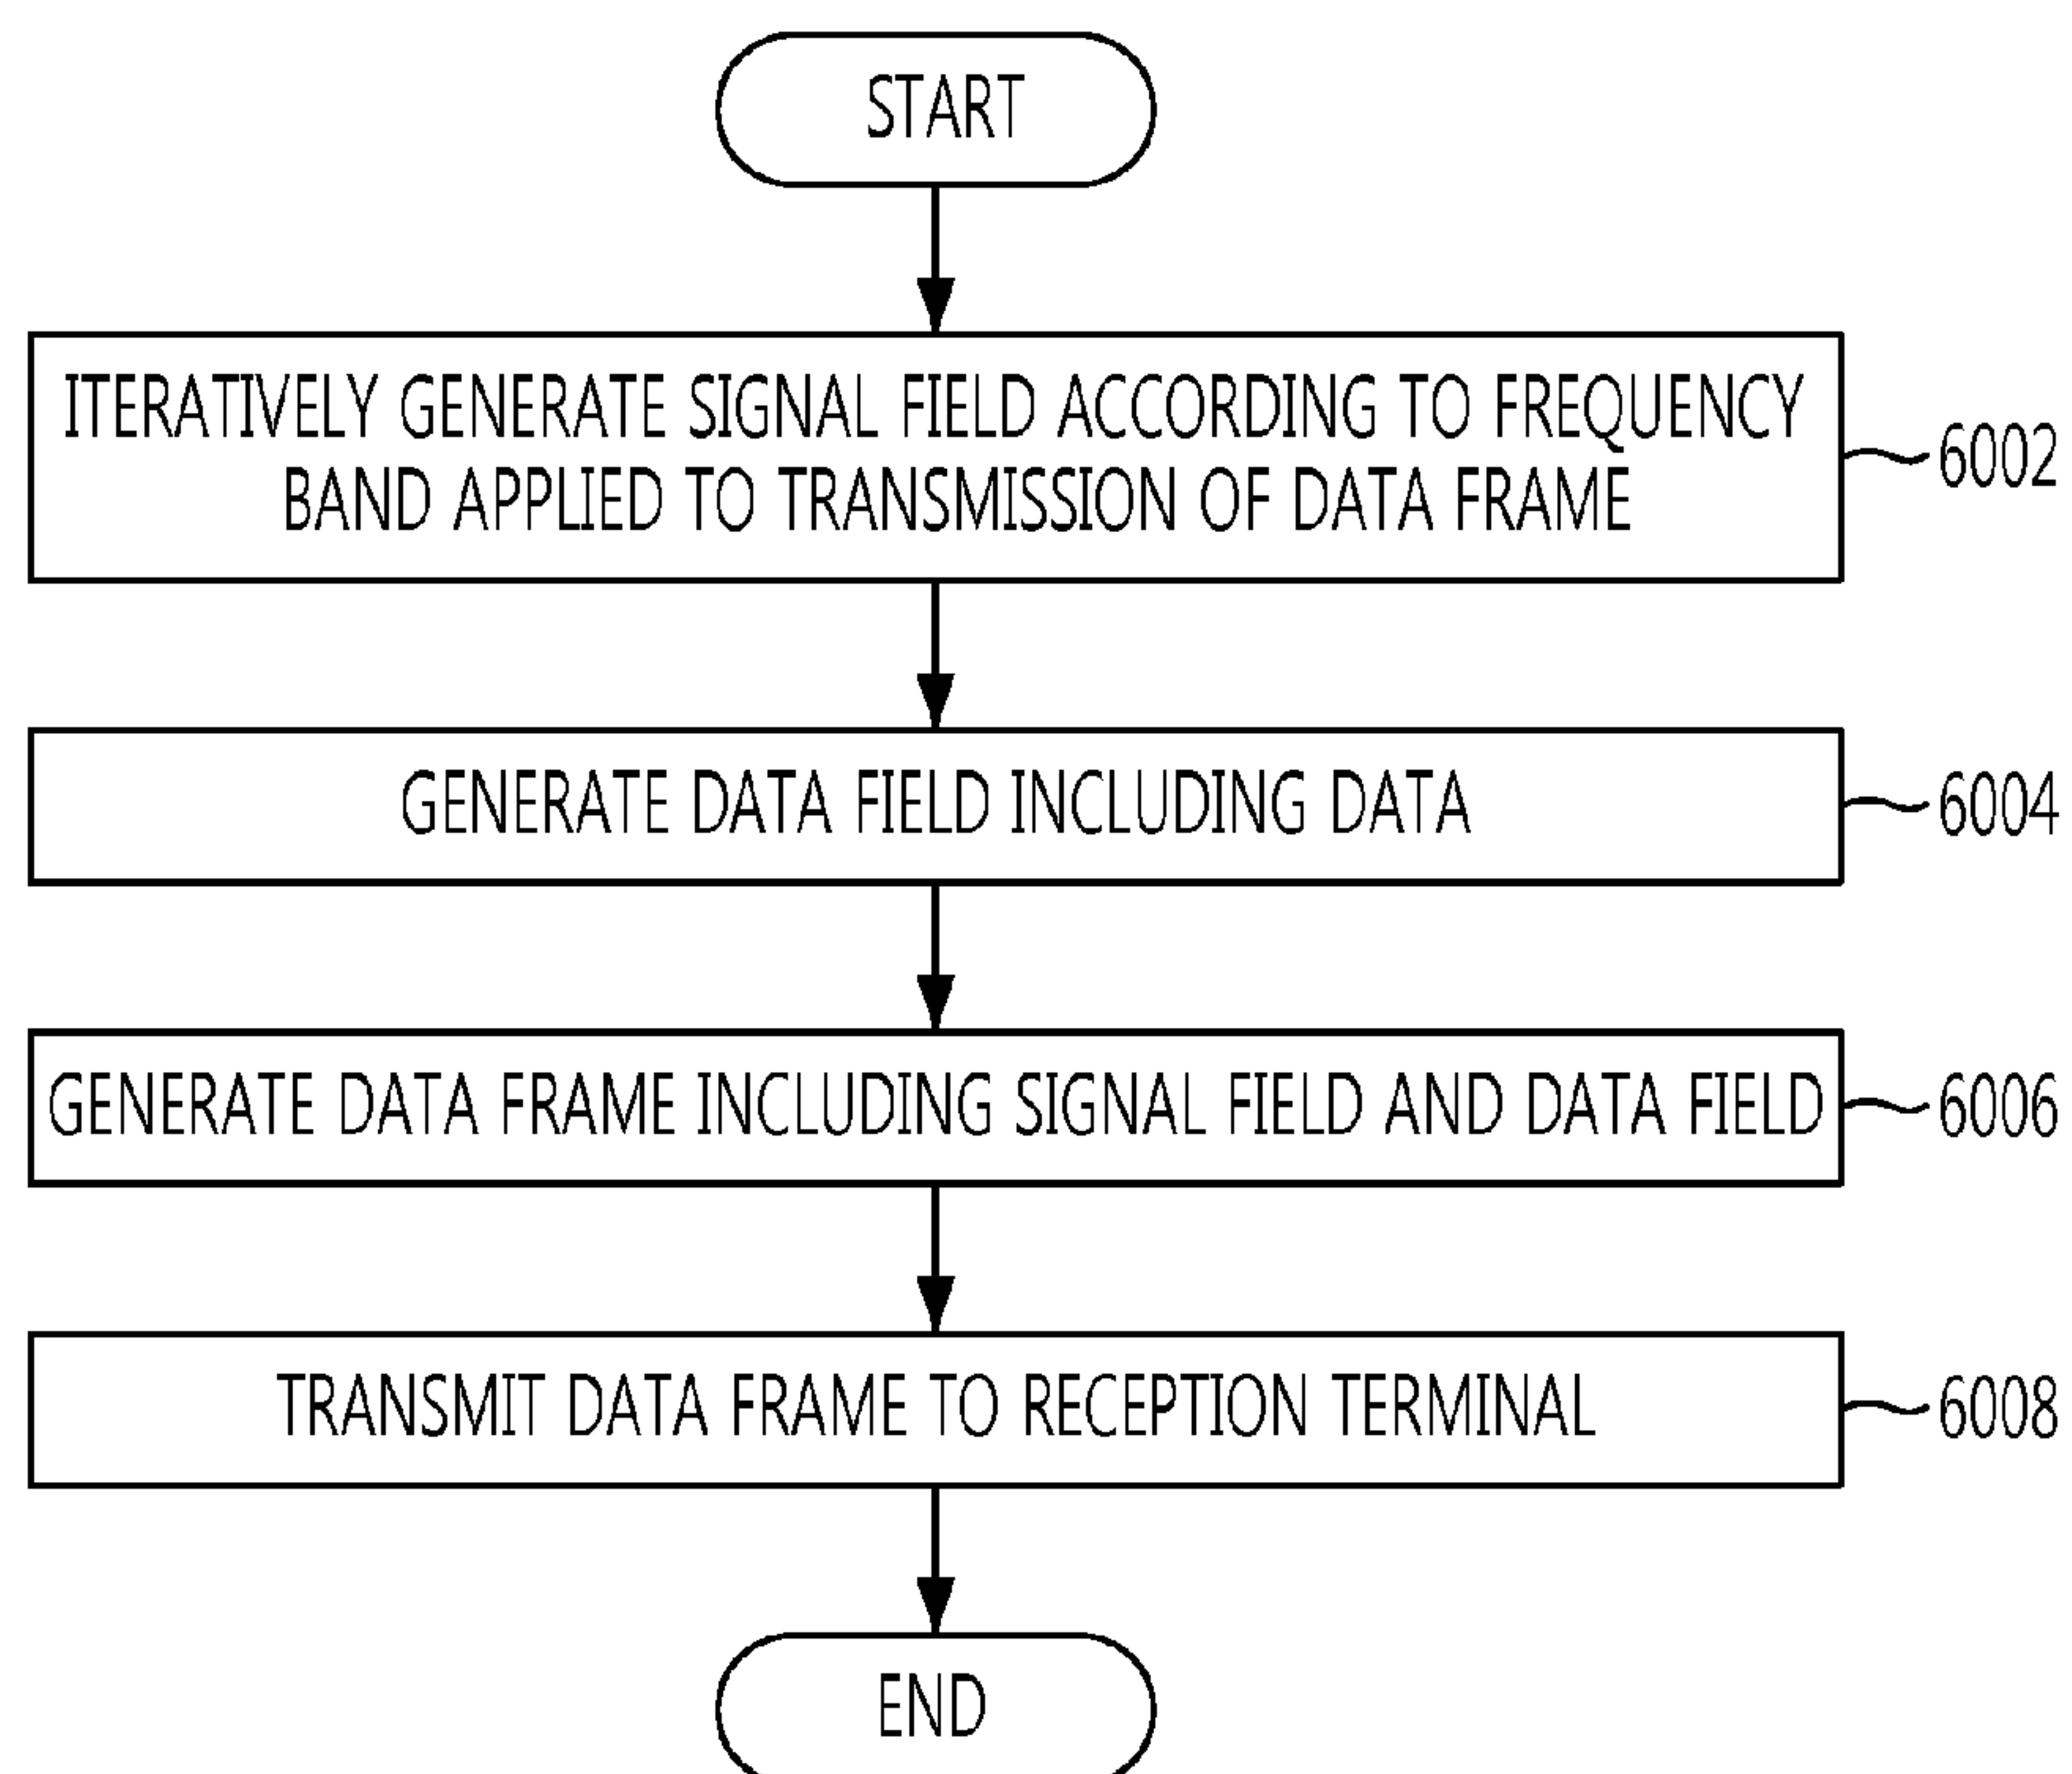 START
ITERATIVELY GENERATE SIGNAL FIELD ACCORDING TO FREQUENCY
BAND APPLIED TO TRANSMISSION OF DATA FRAME
6002
GENERATE DATA FIELD INCLUDING DATA
6004
GENERATE DATA FRAME INCLUDING SIGNAL FIELD AND DATA FIELD
6006
TRANSMIT DATA FRAME TO RECEPTION TERMINAL
6008
END